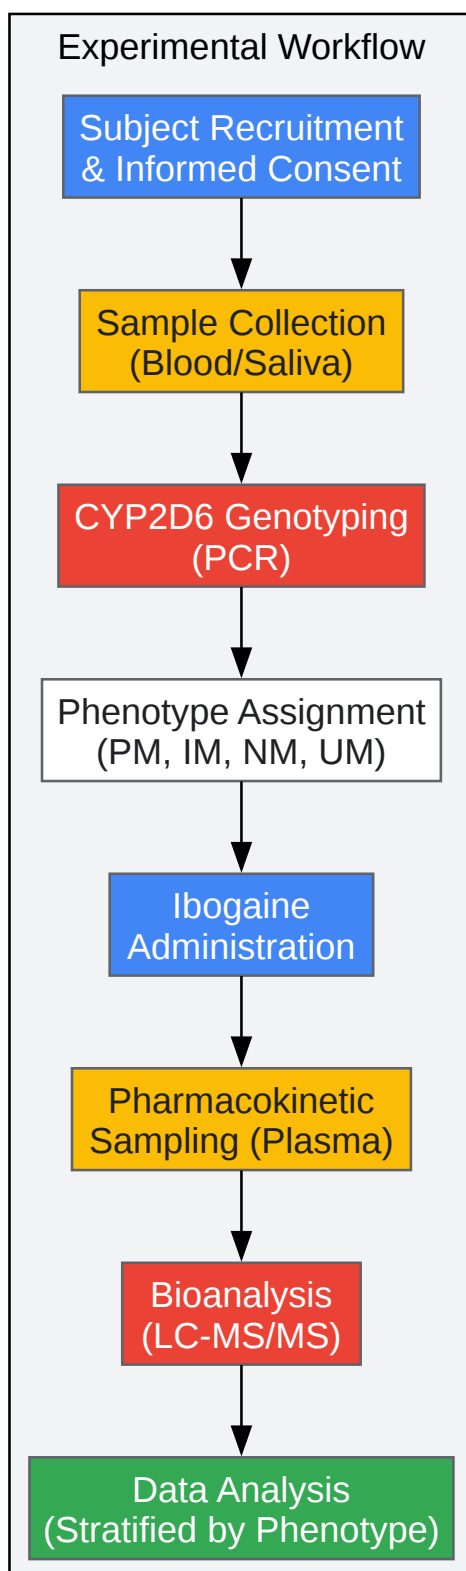 Experimental Workflow
Subject Recruitment
& Informed Consent
Sample Collection
(Blood/Saliva)
CYP2D6 Genotyping
(PCR)
Phenotype Assignment
(PM, IM, NM, UM)
Ibogaine
Administration
Pharmacokinetic
Sampling (Plasma)
Bioanalysis
(LC-MS/MS)
Data Analysis
(Stratified by Phenotype)